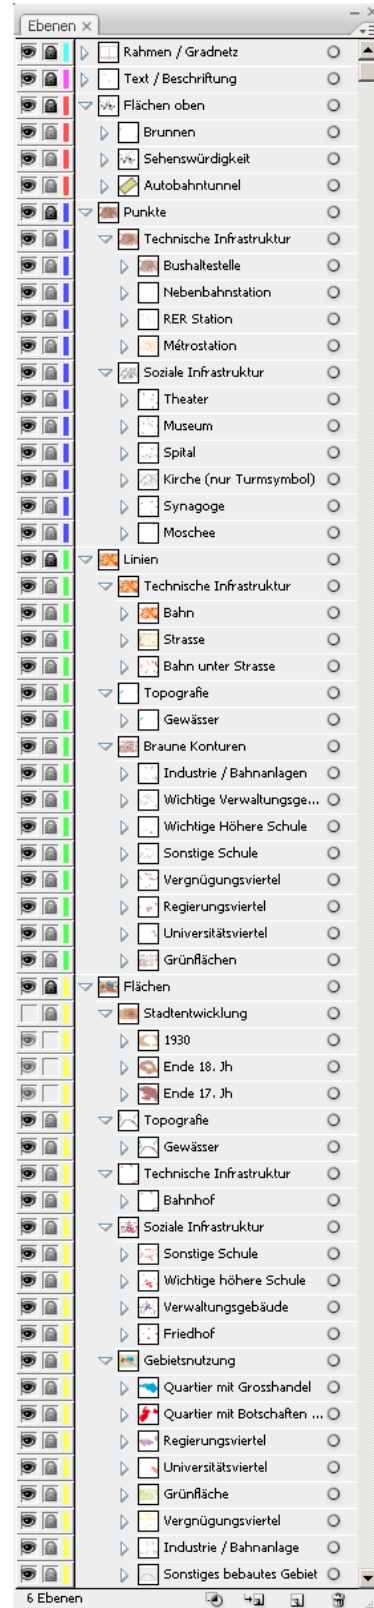 Ebenen ×
Rahmen / Gradnetz
Text / Beschriftung
Flächen oben
Brunnen
Sehenswürdigkeit
Autobahntunnel
Punkte
Technische Infrastruktur
Bushaltestelle
Nebenbahnstation
RER Station
Métrostation
Soziale Infrastruktur
Theater
Museum
Spital
Kirche (nur Turmsymbol)
Synagoge
Moschee
Linien
Technische Infrastruktur
Bahn
Strasse
Bahn unter Strasse
Topografie
Gewässer
Braune Konturen
Industrie / Bahnanlagen
Wichtige Verwaltungsge...
Wichtige Höhere Schule
Sonstige Schule
Vergnügungsviertel
Regierungsviertel
Universitätsviertel
Grünflächen
Flächen
Stadtentwicklung
1930
Ende 18. Jh
Ende 17. Jh
Topografie
Gewässer
Technische Infrastruktur
Bahnhof
Soziale Infrastruktur
Sonstige Schule
Wichtige höhere Schule
Verwaltungsgebäude
Friedhof
Gebietsnutzung
Quartier mit Grosshandel
Quartier mit Botschaften ...
Regierungsviertel
Universitätsviertel
Grünfläche
Vergnügungsviertel
Industrie / Bahnanlage
Sonstiges bebautes Gebiet
6 Ebenen